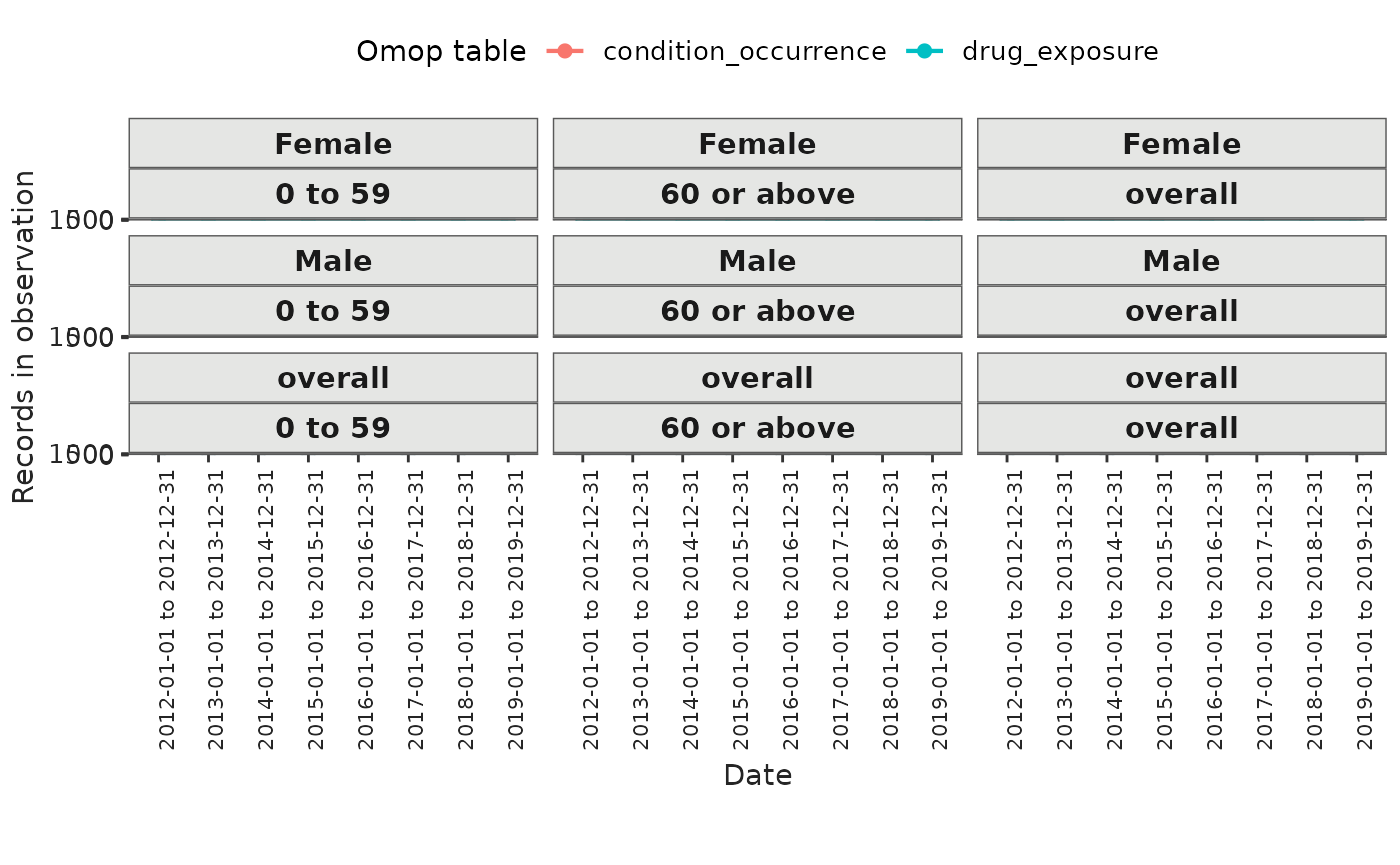 Omop table condition_occurrence drug_exposure
Female Female Female
0 to 59 60 or above overall
Male Male Male
0 to 59 60 or above overall
overall overall overall
0 to 59 60 or above overall
Records in observation
2012-01-01 to 2012-12-31
2013-01-01 to 2013-12-31
2014-01-01 to 2014-12-31
2015-01-01 to 2015-12-31
2016-01-01 to 2016-12-31
2017-01-01 to 2017-12-31
2018-01-01 to 2018-12-31
2019-01-01 to 2019-12-31
2012-01-01 to 2012-12-31
2013-01-01 to 2013-12-31
2014-01-01 to 2014-12-31
2015-01-01 to 2015-12-31
2016-01-01 to 2016-12-31
2017-01-01 to 2017-12-31
2018-01-01 to 2018-12-31
2019-01-01 to 2019-12-31
2012-01-01 to 2012-12-31
2013-01-01 to 2013-12-31
2014-01-01 to 2014-12-31
2015-01-01 to 2015-12-31
2016-01-01 to 2016-12-31
2017-01-01 to 2017-12-31
2018-01-01 to 2018-12-31
2019-01-01 to 2019-12-31
Date